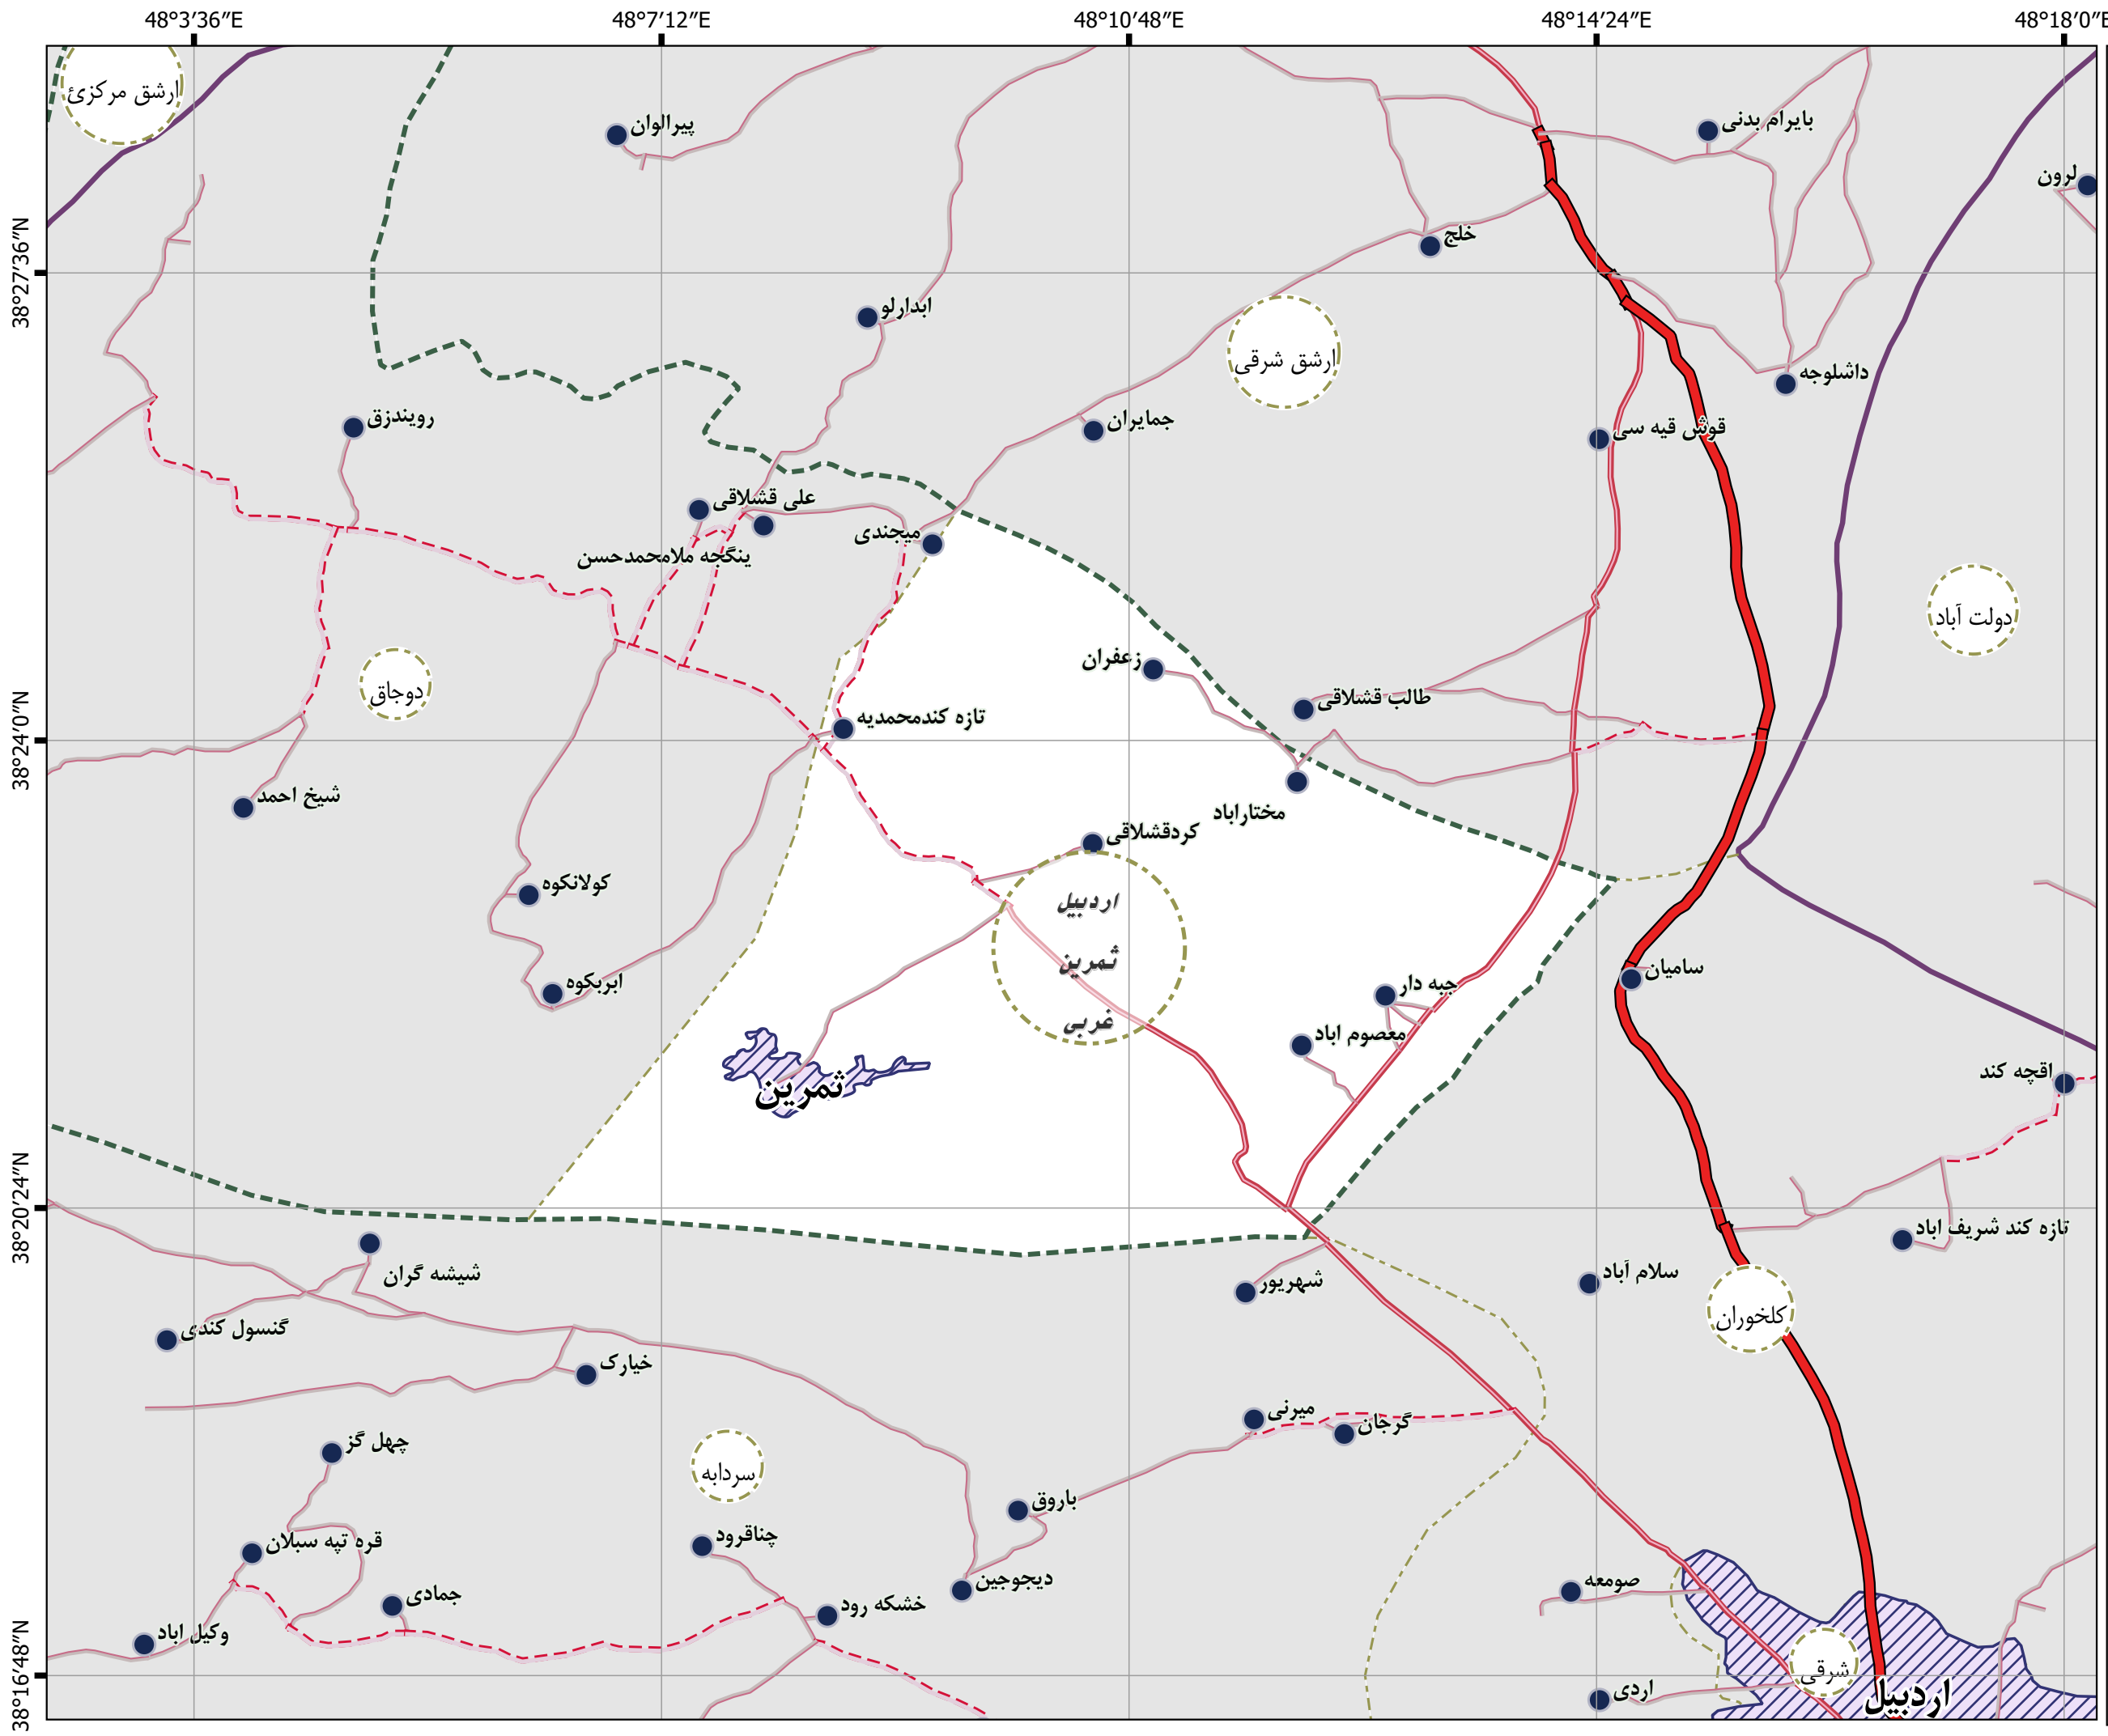 48°3'36"E
48°7'12"E
48°10'48"E
48°14'24"E
48°18'0"E
38°27'36"N
38°24'0"N
38°20'24"N
38°16'48"N
ارشق مرکزئ
پیرالوان
بایرام بدنی
لرون
خلج
ابدارلو
ارشق شرقی
داشلوجه
جمایران
قوش قیه سی
رویندزق
علی قشلاقی
میجندی
ینگجه ملامحمدحسن
دولت آباد
زعفران
دوجاق
طالب قشلاقی
تازه کندمحمدیه
شیخ احمد
مختاراباد
کردقشلاقی
کولانکوه
اردبیل
ثمرین
غربی
سامیان
ابربکوه
جبه دار
معصوم اباد
ثمرین
اقچه کند
تازه کند شریف اباد
شیشه گران
شهریور
سلام آباد
کلخوران
گنسول کندی
خیارک
میرنی
گرجان
چهل گز
سردابه
باروق
چناقرود
قره تپه سبلان
دیجوجین
صومعه
جمادی
خشکه رود
وکیل اباد
شرقی
اردی
اردبیل